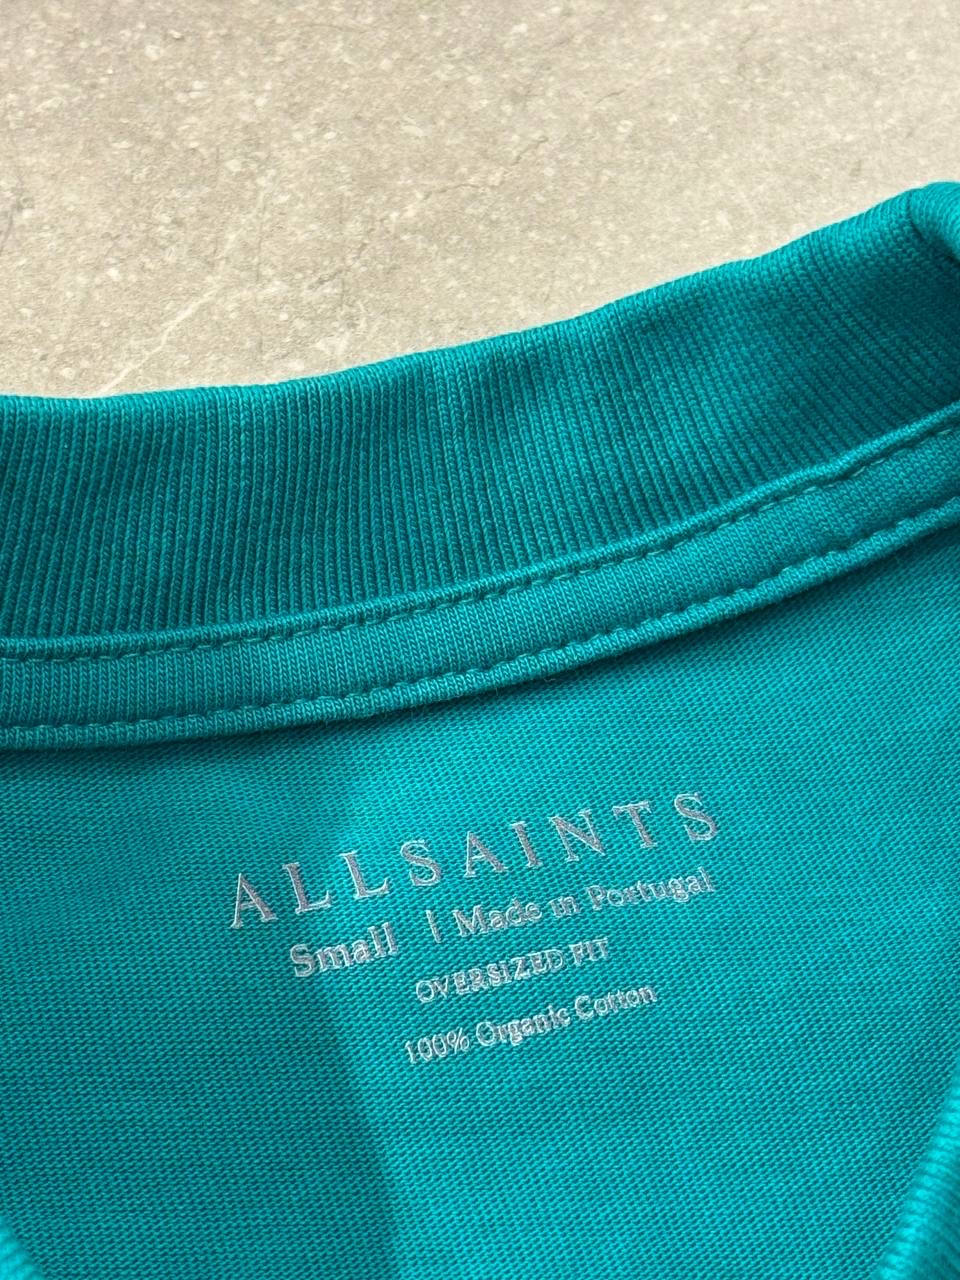 ALLSAINTS
Small | Made in Portugal
OVERSIZED FIT
100% Organic Cotton